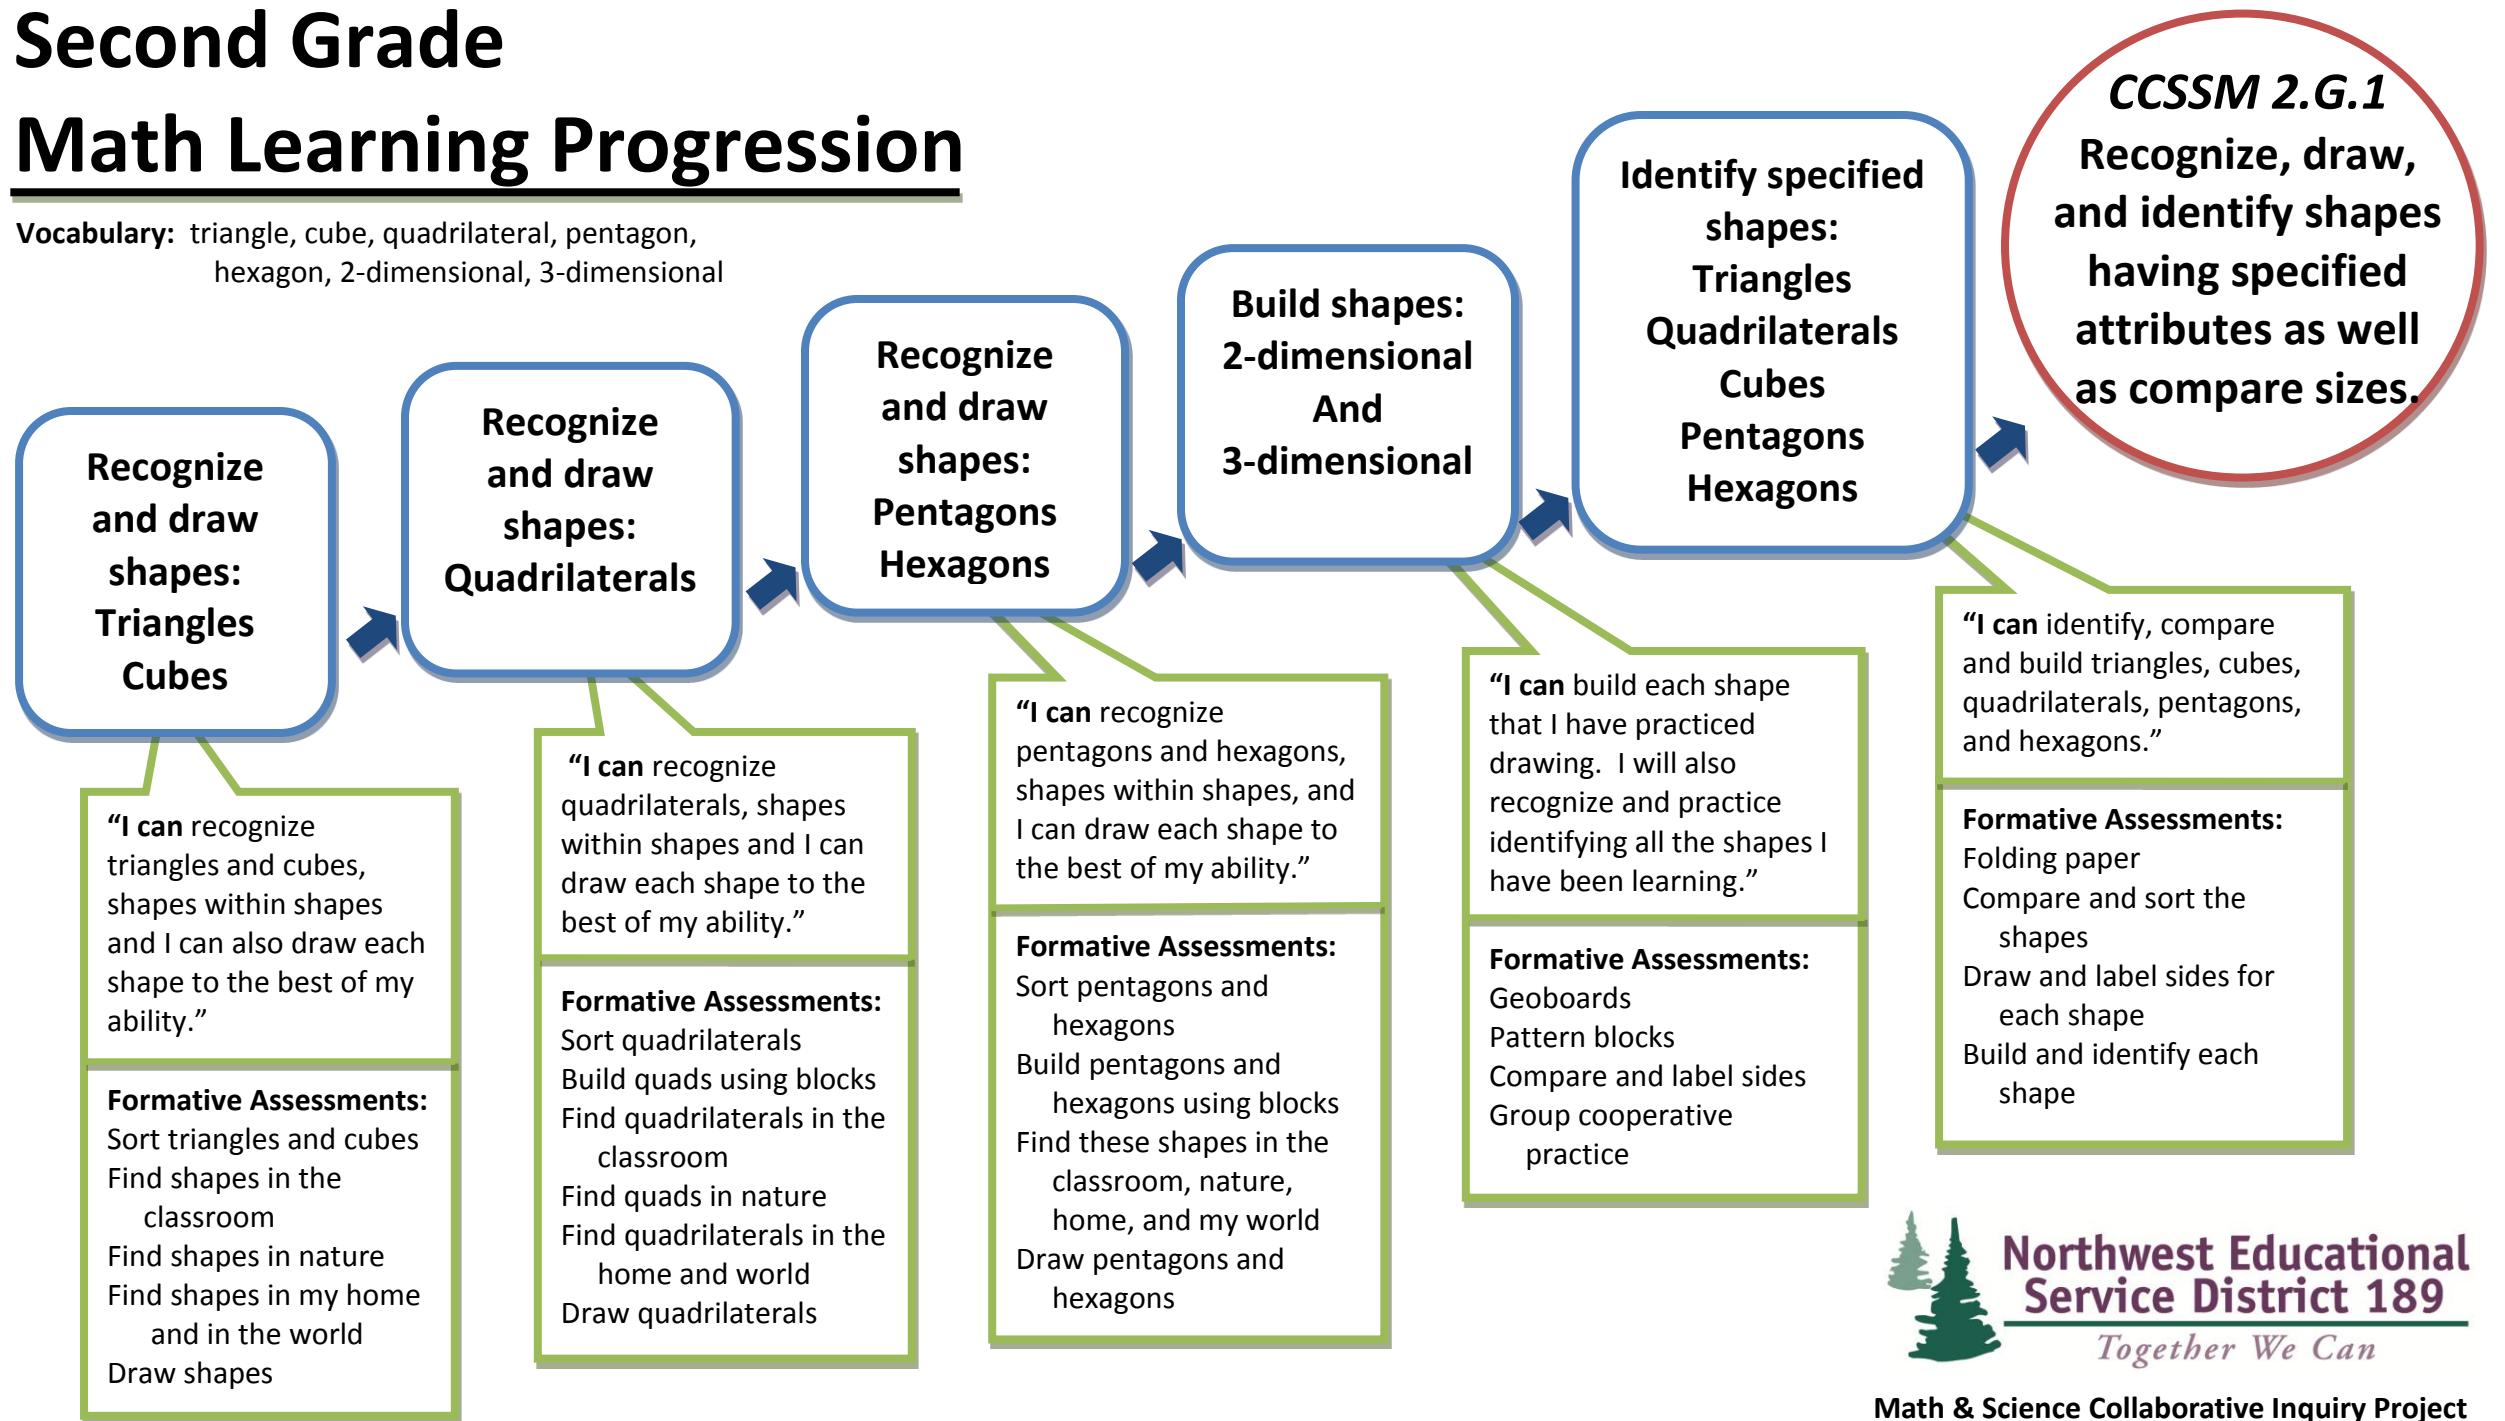 Second Grade
Math Learning Progression
Vocabulary: triangle, cube, quadrilateral, pentagon,
hexagon, 2-dimensional, 3-dimensional
Recognize
and draw
shapes:
Triangles
Cubes
"I can recognize
triangles and cubes,
shapes within shapes
and I can also draw each
shape to the best of my
ability."
Formative Assessments:
Sort triangles and cubes
Find shapes in the
classroom
Find shapes in nature
Find shapes in my home
and in the world
Draw shapes
Recognize
and draw
shapes:
Quadrilaterals
"I can recognize
quadrilaterals, shapes
within shapes and I can
draw each shape to the
best of my ability."
Formative Assessments:
Sort quadrilaterals
Build quads using blocks
Find quadrilaterals in the
classroom
Find quads in nature
Find quadrilaterals in the
home and world
Draw quadrilaterals
Recognize
and draw
shapes:
Pentagons
Hexagons
"I can recognize
pentagons and hexagons,
shapes within shapes, and
I can draw each shape to
the best of my ability."
Formative Assessments:
Sort pentagons and
hexagons
Build pentagons and
hexagons using blocks
Find these shapes in the
classroom, nature,
home, and my world
Draw pentagons and
hexagons
Build shapes:
2-dimensional
And
3-dimensional
"I can build each shape
that I have practiced
drawing.  I will also
recognize and practice
identifying all the shapes I
have been learning."
Formative Assessments:
Geoboards
Pattern blocks
Compare and label sides
Group cooperative
practice
Identify specified
shapes:
Triangles
Quadrilaterals
Cubes
Pentagons
Hexagons
"I can identify, compare
and build triangles, cubes,
quadrilaterals, pentagons,
and hexagons."
Formative Assessments:
Folding paper
Compare and sort the
shapes
Draw and label sides for
each shape
Build and identify each
shape
CCSSM 2.G.1
Recognize, draw,
and identify shapes
having specified
attributes as well
as compare sizes.
Northwest Educational
Service District 189
Together We Can
Math & Science Collaborative Inquiry Project